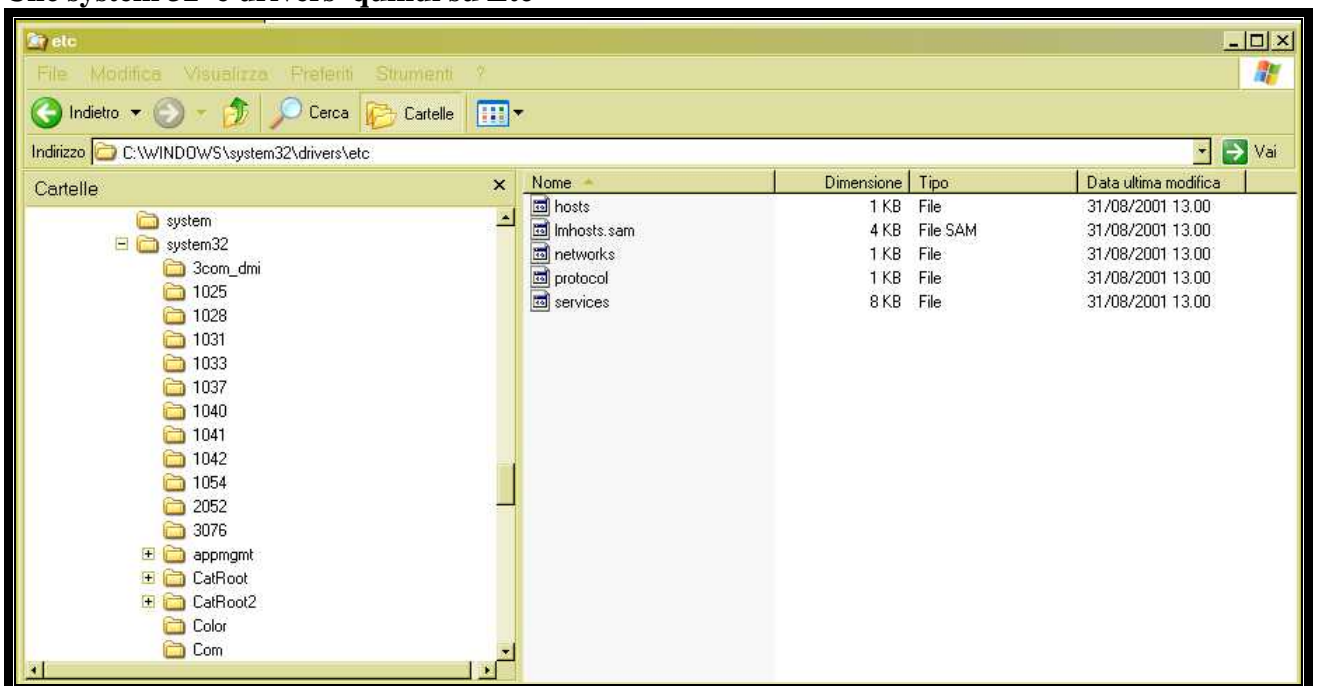 etc
File Modifica Visualizza Preferiti Strumenti ?
Indietro Cerca Cartelle
Indirizzo C:\WINDOWS\system32\drivers\etc Vai
Cartelle
system
system32
3com_dmi
1025
1028
1031
1033
1037
1040
1041
1042
1054
2052
3076
appmgmt
CatRoot
CatRoot2
Color
Com
Nome Dimensione Tipo Data ultima modifica
hosts 1 KB File 31/08/2001 13.00
lmhosts.sam 4 KB File SAM 31/08/2001 13.00
networks 1 KB File 31/08/2001 13.00
protocol 1 KB File 31/08/2001 13.00
services 8 KB File 31/08/2001 13.00